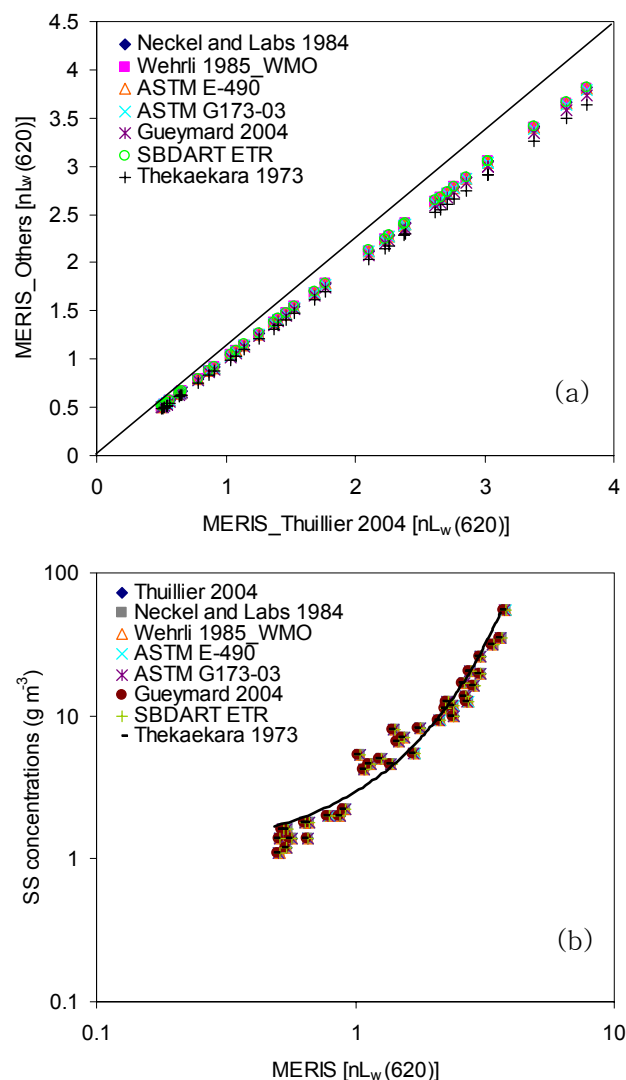 Neckel and Labs 1984
Wehrli 1985_WMO
ASTM E-490
ASTM G173-03
Gueymard 2004
SBDART ETR
Thekaekara 1973
4.5
4
3.5
3
2.5
2
1.5
1
0.5
0
MERIS_Others [nLw(620)]
(a)
0 1 2 3 4
MERIS_Thuillier 2004 [nLw(620)]
Thuillier 2004
Neckel and Labs 1984
Wehrli 1985_WMO
ASTM E-490
ASTM G173-03
Gueymard 2004
SBDART ETR
Thekaekara 1973
100
10
1
0.1
SS concentrations (g m-3)
(b)
0.1 1 10
MERIS [nLw(620)]